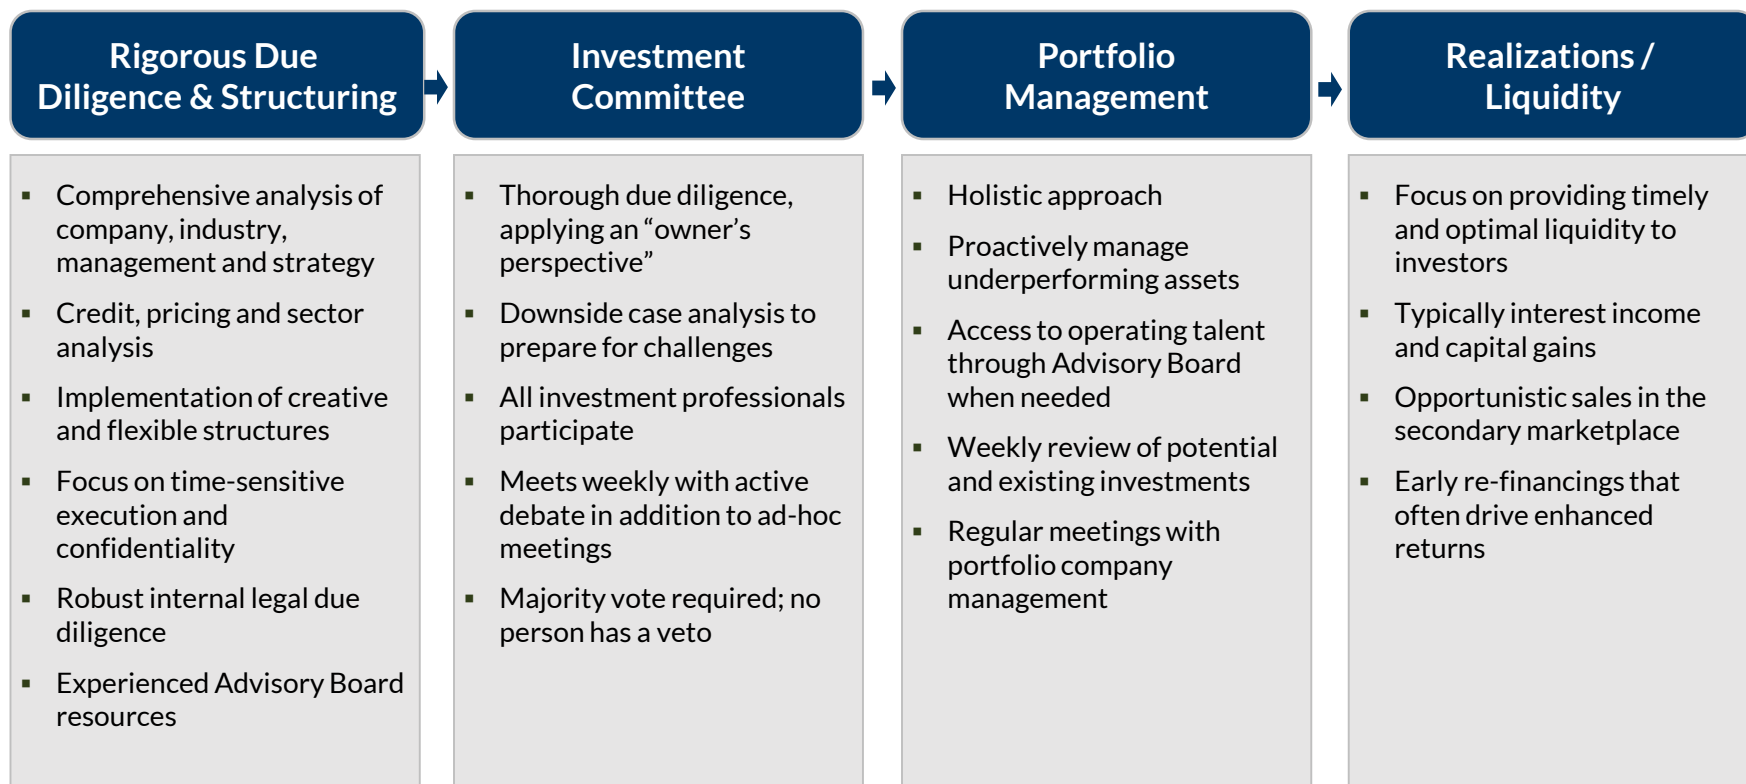 Rigorous Due
Diligence & Structuring
Investment
Committee
Portfolio
Management
Realizations /
Liquidity
▪ Comprehensive analysis of
company, industry,
management and strategy
▪ Credit, pricing and sector
analysis
▪ Implementation of creative
and flexible structures
▪ Focus on time-sensitive
execution and
confidentiality
▪ Robust internal legal due
diligence
▪ Experienced Advisory Board
resources
▪ Thorough due diligence,
applying an “owner’s
perspective”
▪ Downside case analysis to
prepare for challenges
▪ All investment professionals
participate
▪ Meets weekly with active
debate in addition to ad-hoc
meetings
▪ Majority vote required; no
person has a veto
▪ Holistic approach
▪ Proactively manage
underperforming assets
▪ Access to operating talent
through Advisory Board
when needed
▪ Weekly review of potential
and existing investments
▪ Regular meetings with
portfolio company
management
▪ Focus on providing timely
and optimal liquidity to
investors
▪ Typically interest income
and capital gains
▪ Opportunistic sales in the
secondary marketplace
▪ Early re-financings that
often drive enhanced
returns